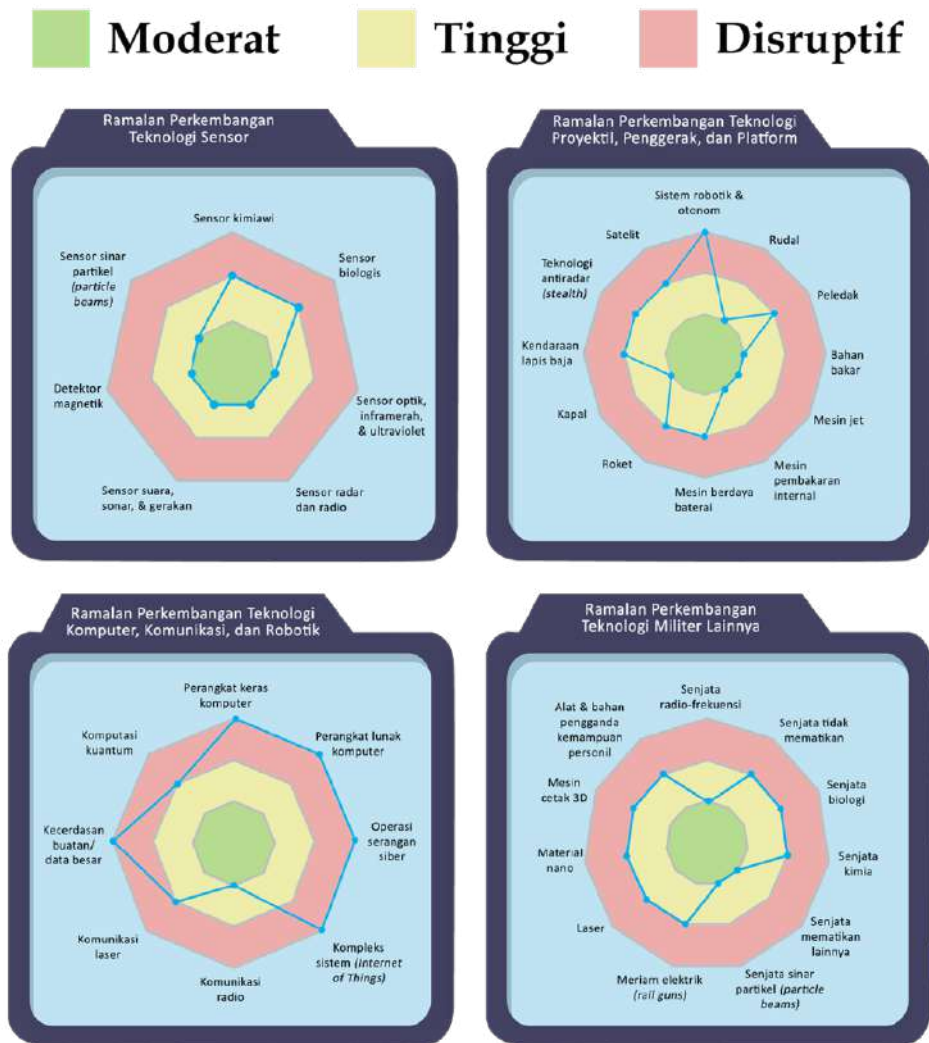 Moderat
Tinggi
Disruptif
Ramalan Perkembangan
Teknologi Sensor
Sensor kimiawi
Sensor
biologis
Sensor optik,
inframerah,
& ultraviolet
Sensor radar
dan radio
Sensor suara,
sonar, & gerakan
Detektor
magnetik
Sensor sinar
partikel
(particle
beams)
Ramalan Perkembangan Teknologi
Proyektil, Penggerak, dan Platform
Sistem robotik &
otonom
Rudal
Peledak
Bahan
bakar
Mesin jet
Mesin
pembakaran
internal
Mesin berdaya
baterai
Roket
Kapal
Kendaraan
lapis baja
Teknologi
antiradar
(stealth)
Satelit
Ramalan Perkembangan Teknologi
Komputer, Komunikasi, dan Robotik
Perangkat keras
komputer
Perangkat lunak
komputer
Operasi
serangan
siber
Kompleks
sistem (Internet
of Things)
Komunikasi
radio
Komunikasi
laser
Kecerdasan
buatan/
data besar
Komputasi
kuantum
Ramalan Perkembangan
Teknologi Militer Lainnya
Senjata
radio-frekuensi
Senjata tidak
mematikan
Senjata
biologi
Senjata
kimia
Senjata
mematikan
lainnya
Senjata sinar
partikel (particle
beams)
Meriam elektrik
(rail guns)
Laser
Material
nano
Mesin
cetak 3D
Alat & bahan
pengganda
kemampuan
personil